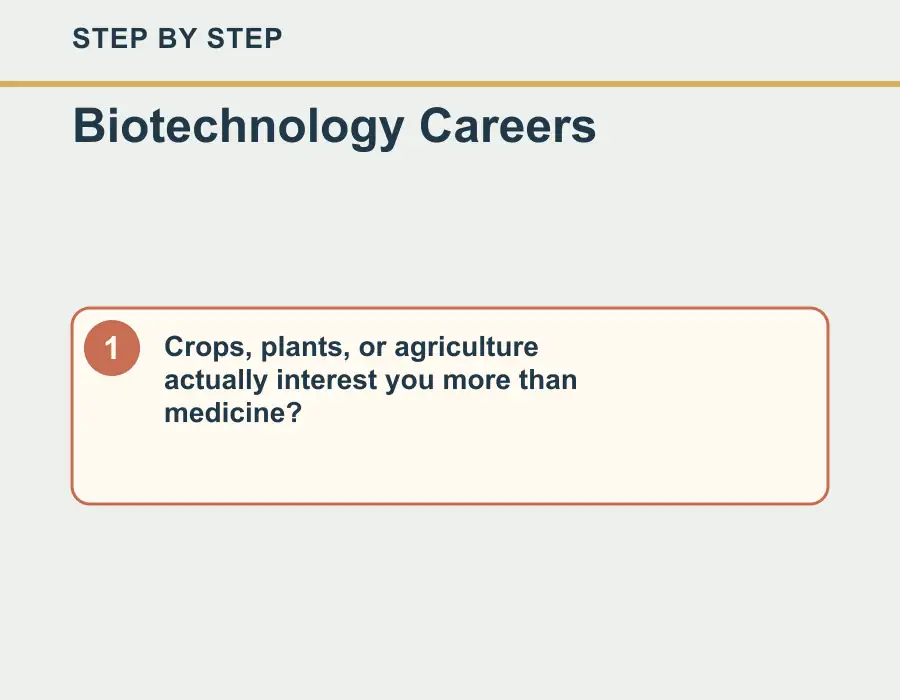 STEP BY STEP
Biotechnology Careers
1
Crops, plants, or agriculture
actually interest you more than
medicine?